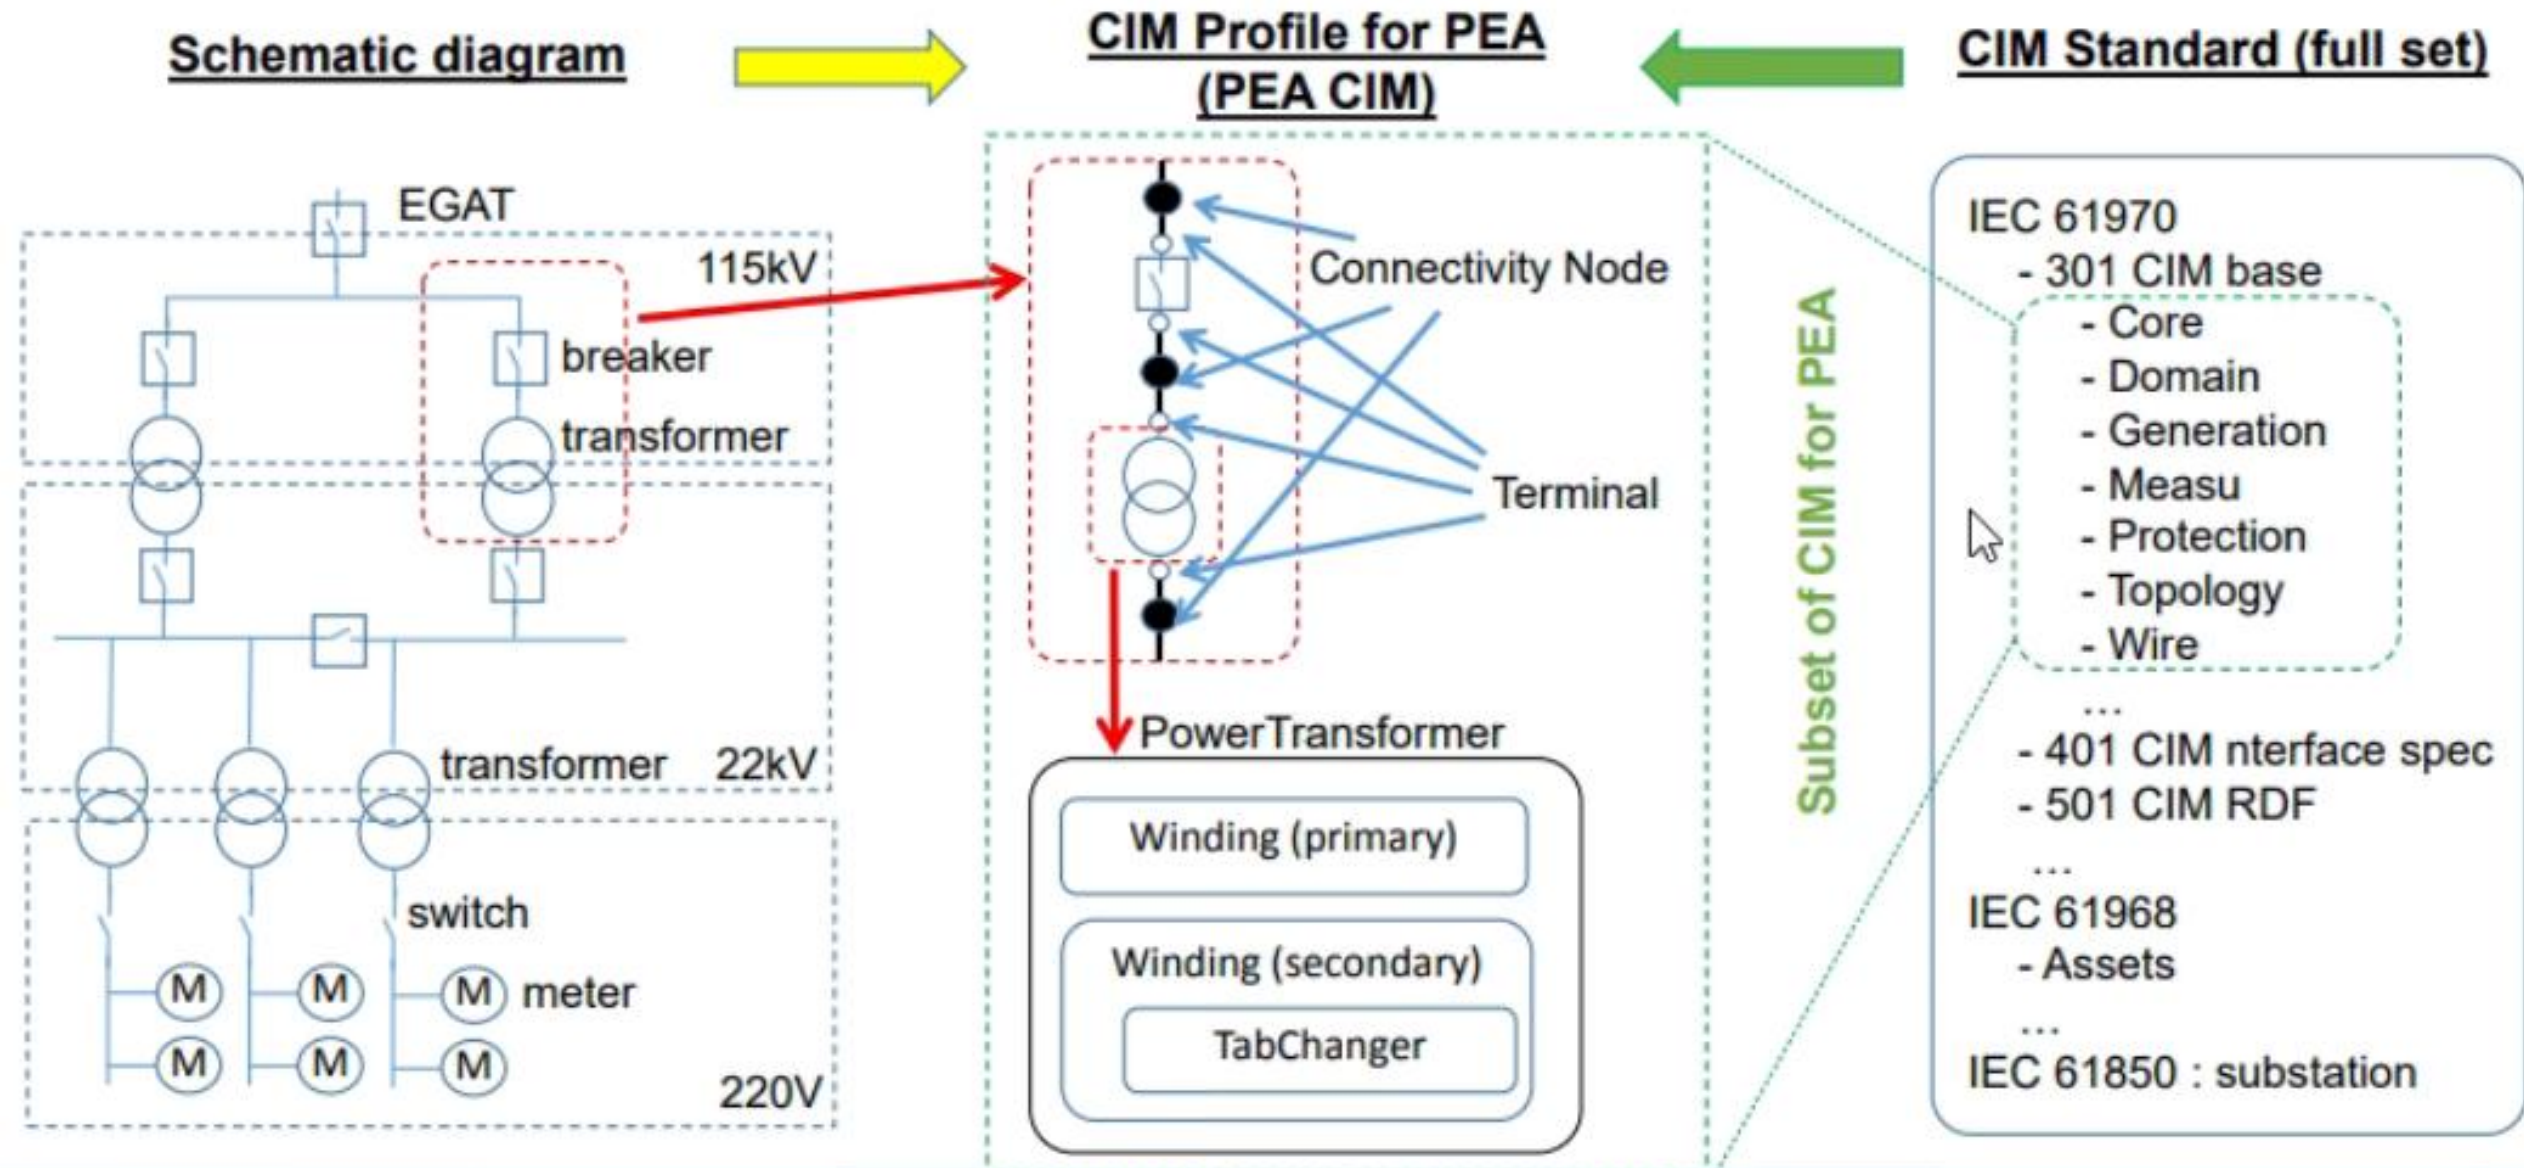 Schematic diagram
CIM Profile for PEA
(PEA CIM)
CIM Standard (full set)
EGAT
115kV
breaker
transformer
transformer
22kV
switch
M
M
M
meter
M
M
M
220V
Connectivity Node
Terminal
PowerTransformer
Winding (primary)
Winding (secondary)
TabChanger
Subset of CIM for PEA
IEC 61970
- 301 CIM base
- Core
- Domain
- Generation
- Measu
- Protection
- Topology
- Wire
...
- 401 CIM nterface spec
- 501 CIM RDF
...
IEC 61968
- Assets
...
IEC 61850 : substation